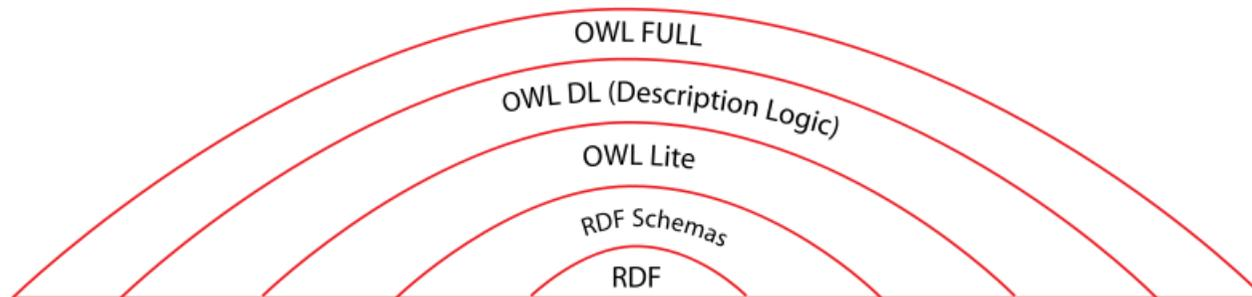 OWL FULL
OWL DL (Description Logic)
OWL Lite
RDF Schemas
RDF